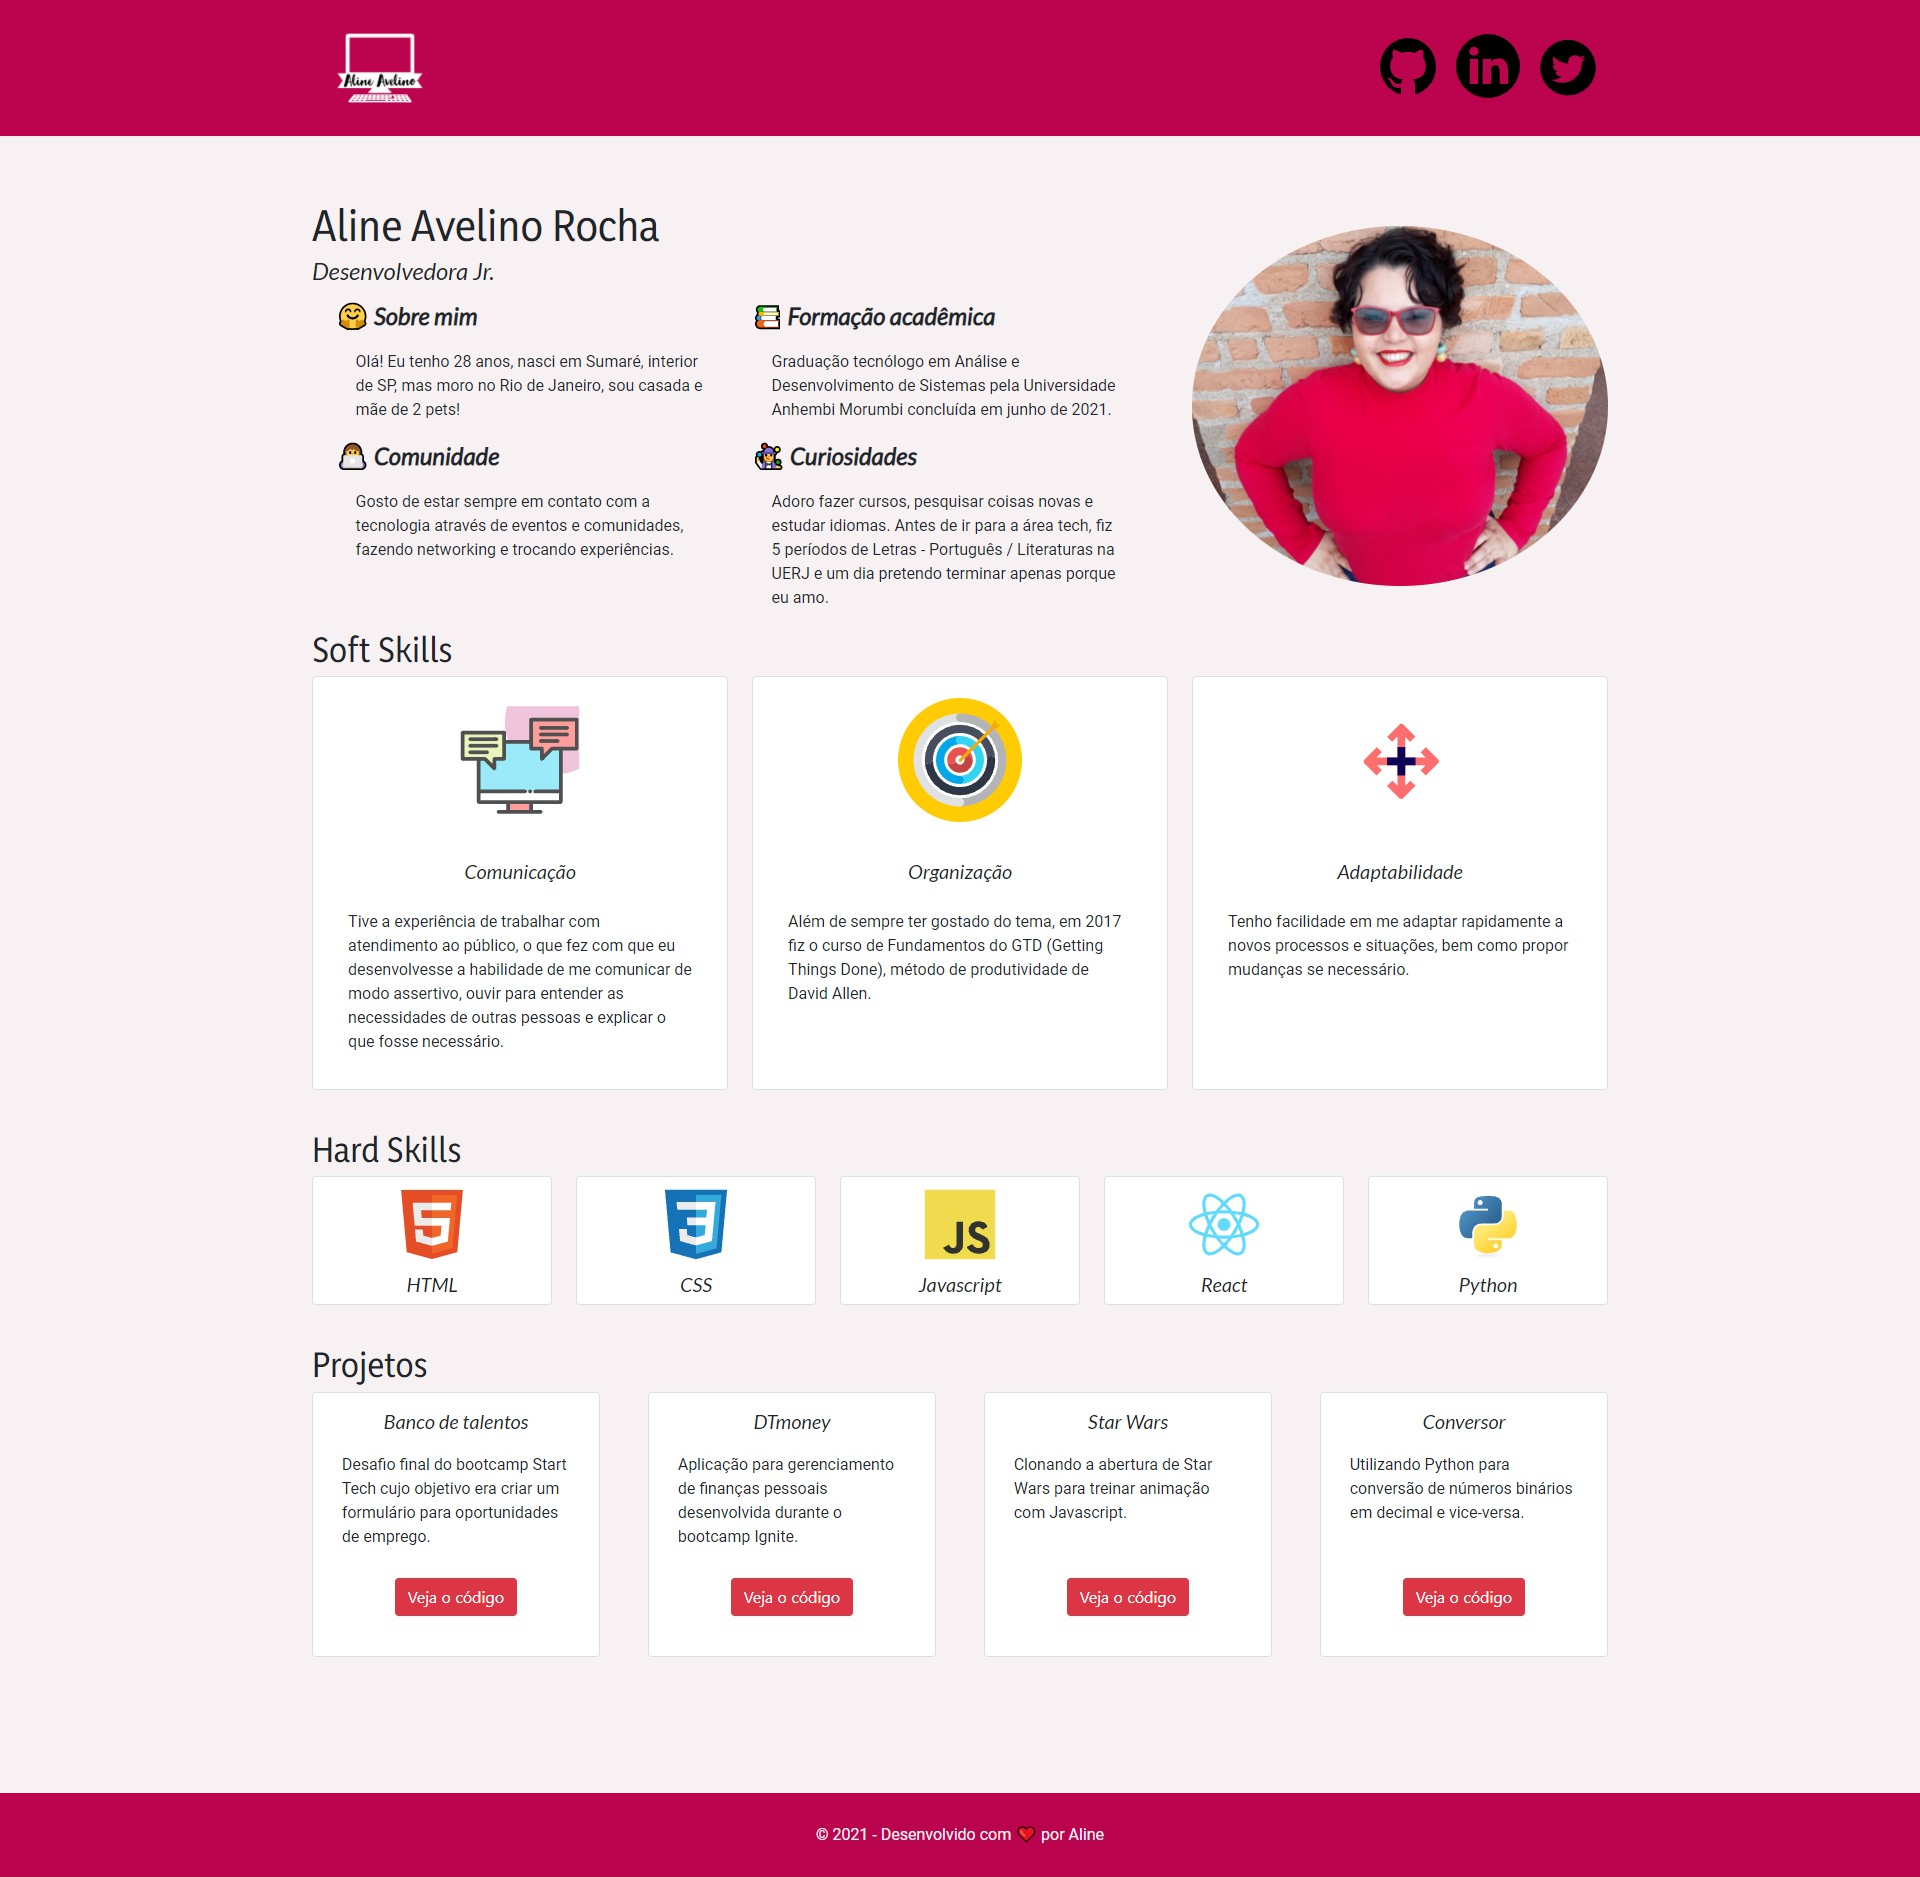 Aline Avelino
in
Aline Avelino Rocha
Desenvolvedora Jr.
Sobre mim
Olá! Eu tenho 28 anos, nasci em Sumaré, interior
de SP, mas moro no Rio de Janeiro, sou casada e
mãe de 2 pets!
Formação acadêmica
Graduação tecnólogo em Análise e
Desenvolvimento de Sistemas pela Universidade
Anhembi Morumbi concluída em junho de 2021.
Comunidade
Gosto de estar sempre em contato com a
tecnologia através de eventos e comunidades,
fazendo networking e trocando experiências.
Curiosidades
Adoro fazer cursos, pesquisar coisas novas e
estudar idiomas. Antes de ir para a área tech, fiz
5 períodos de Letras - Português / Literaturas na
UERJ e um dia pretendo terminar apenas porque
eu amo.
Soft Skills
Comunicação
Tive a experiência de trabalhar com
atendimento ao público, o que fez com que eu
desenvolvesse a habilidade de me comunicar de
modo assertivo, ouvir para entender as
necessidades de outras pessoas e explicar o
que fosse necessário.
Organização
Além de sempre ter gostado do tema, em 2017
fiz o curso de Fundamentos do GTD (Getting
Things Done), método de produtividade de
David Allen.
Adaptabilidade
Tenho facilidade em me adaptar rapidamente a
novos processos e situações, bem como propor
mudanças se necessário.
Hard Skills
HTML
CSS
JS
Javascript
React
Python
Projetos
Banco de talentos
Desafio final do bootcamp Start
Tech cujo objetivo era criar um
formulário para oportunidades
de emprego.
Veja o código
DTmoney
Aplicação para gerenciamento
de finanças pessoais
desenvolvida durante o
bootcamp Ignite.
Veja o código
Star Wars
Clonando a abertura de Star
Wars para treinar animação
com Javascript.
Veja o código
Conversor
Utilizando Python para
conversão de números binários
em decimal e vice-versa.
Veja o código
© 2021 - Desenvolvido com ❤️ por Aline